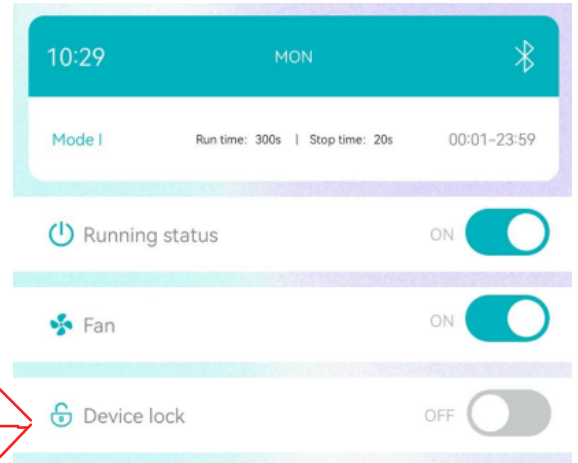 10:29 MON
Mode I Run time: 300s | Stop time: 20s 00:01-23:59
Running status ON
Fan ON
Device lock OFF